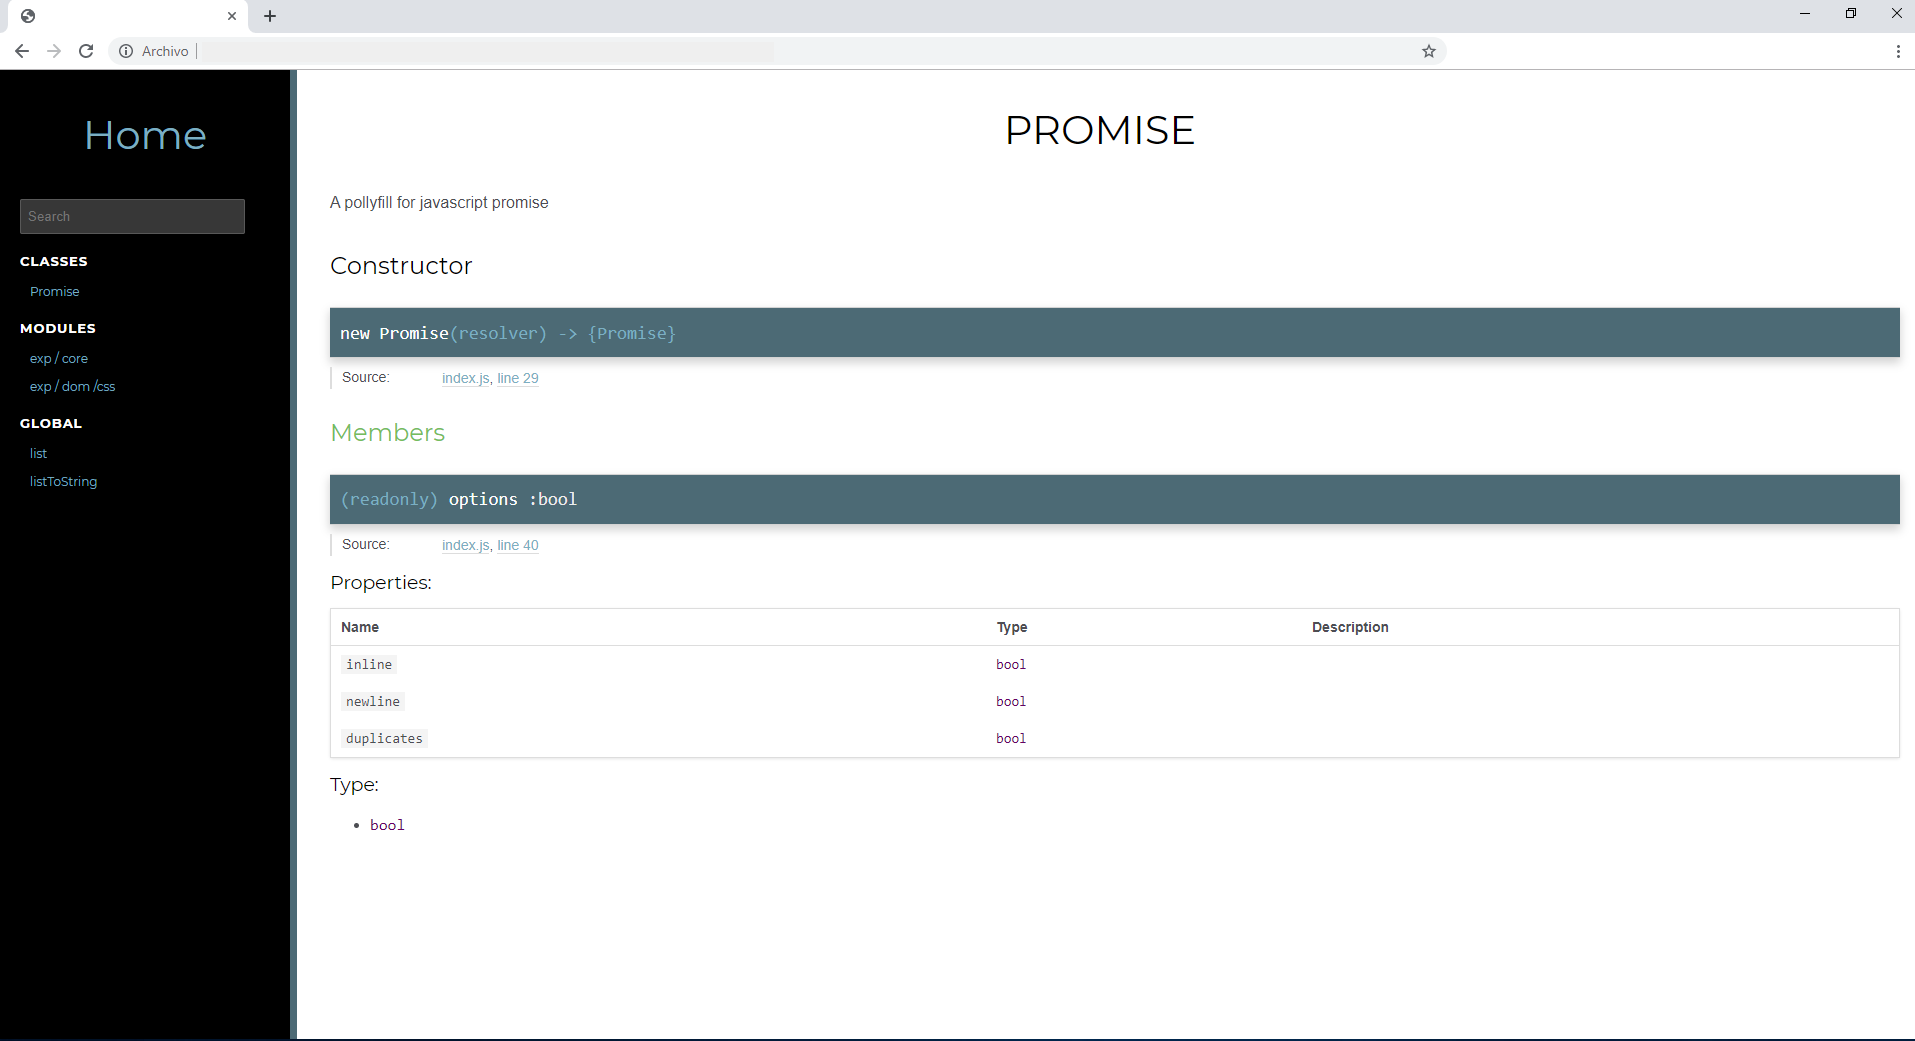 Archivo
Home
Search
CLASSES
Promise
MODULES
exp / core
exp / dom /css
GLOBAL
list
listToString
PROMISE
A pollyfill for javascript promise
Constructor
new Promise(resolver) -> {Promise}
Source: index.js, line 29
Members
(readonly) options :bool
Source: index.js, line 40
Properties:
Name Type Description
inline bool
newline bool
duplicates bool
Type:
• bool